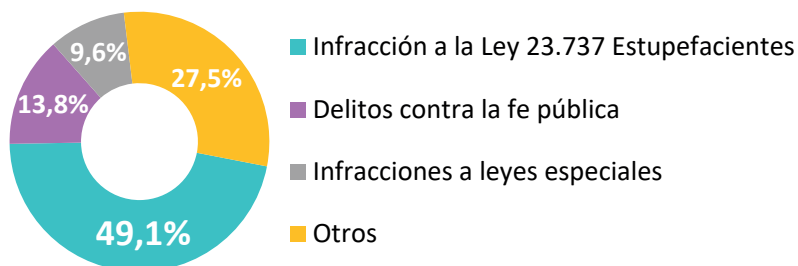 9,6%
27,5%
13,8%
49,1%
Infracción a la Ley 23.737 Estupefacientes
Delitos contra la fe pública
Infracciones a leyes especiales
Otros